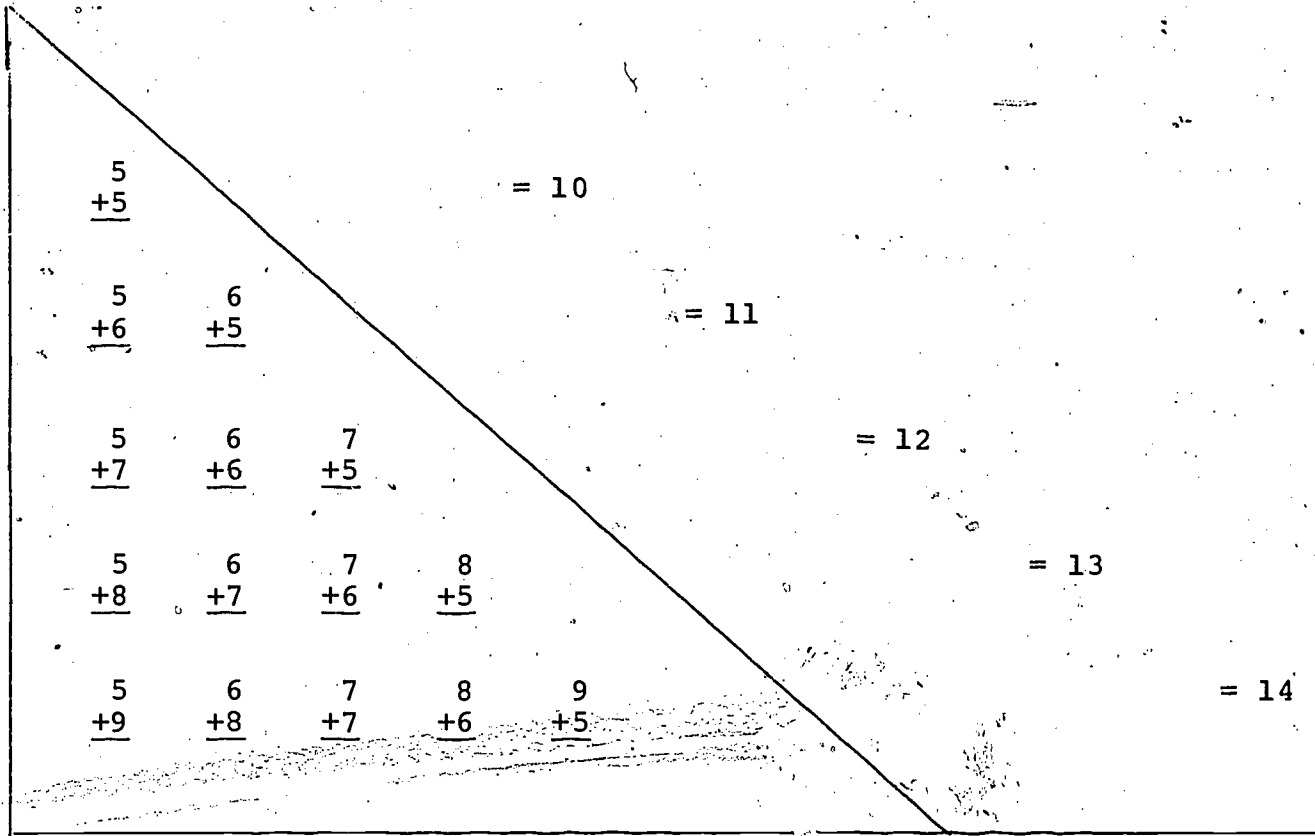 5
+5 = 10
5 6
+6 +5 = 11
5 6 7
+7 +6 +5 = 12
5 6 7 8
+8 +7 +6 +5 = 13
5 6 7 8 9
+9 +8 +7 +6 +5 = 14